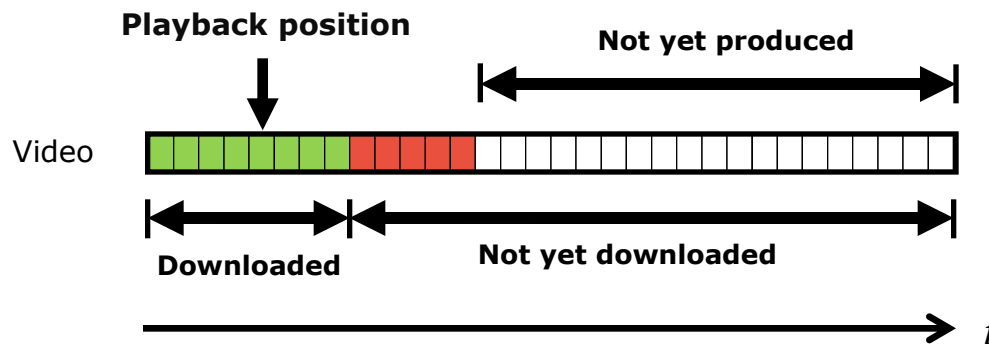 Playback position
Not yet produced
Video
Downloaded
Not yet downloaded
t